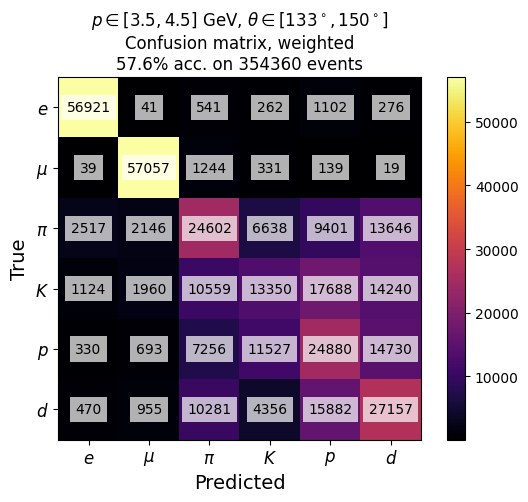 p ∈ [3.5, 4.5] GeV, θ ∈ [133°, 150°]
Confusion matrix, weighted
57.6% acc. on 354360 events
e 56921 41 541 262 1102 276
μ 39 57057 1244 331 139 19
π 2517 2146 24602 6638 9401 13646
K 1124 1960 10559 13350 17688 14240
p 330 693 7256 11527 24880 14730
d 470 955 10281 4356 15882 27157
e μ π K p d
Predicted
True
50000
40000
30000
20000
10000